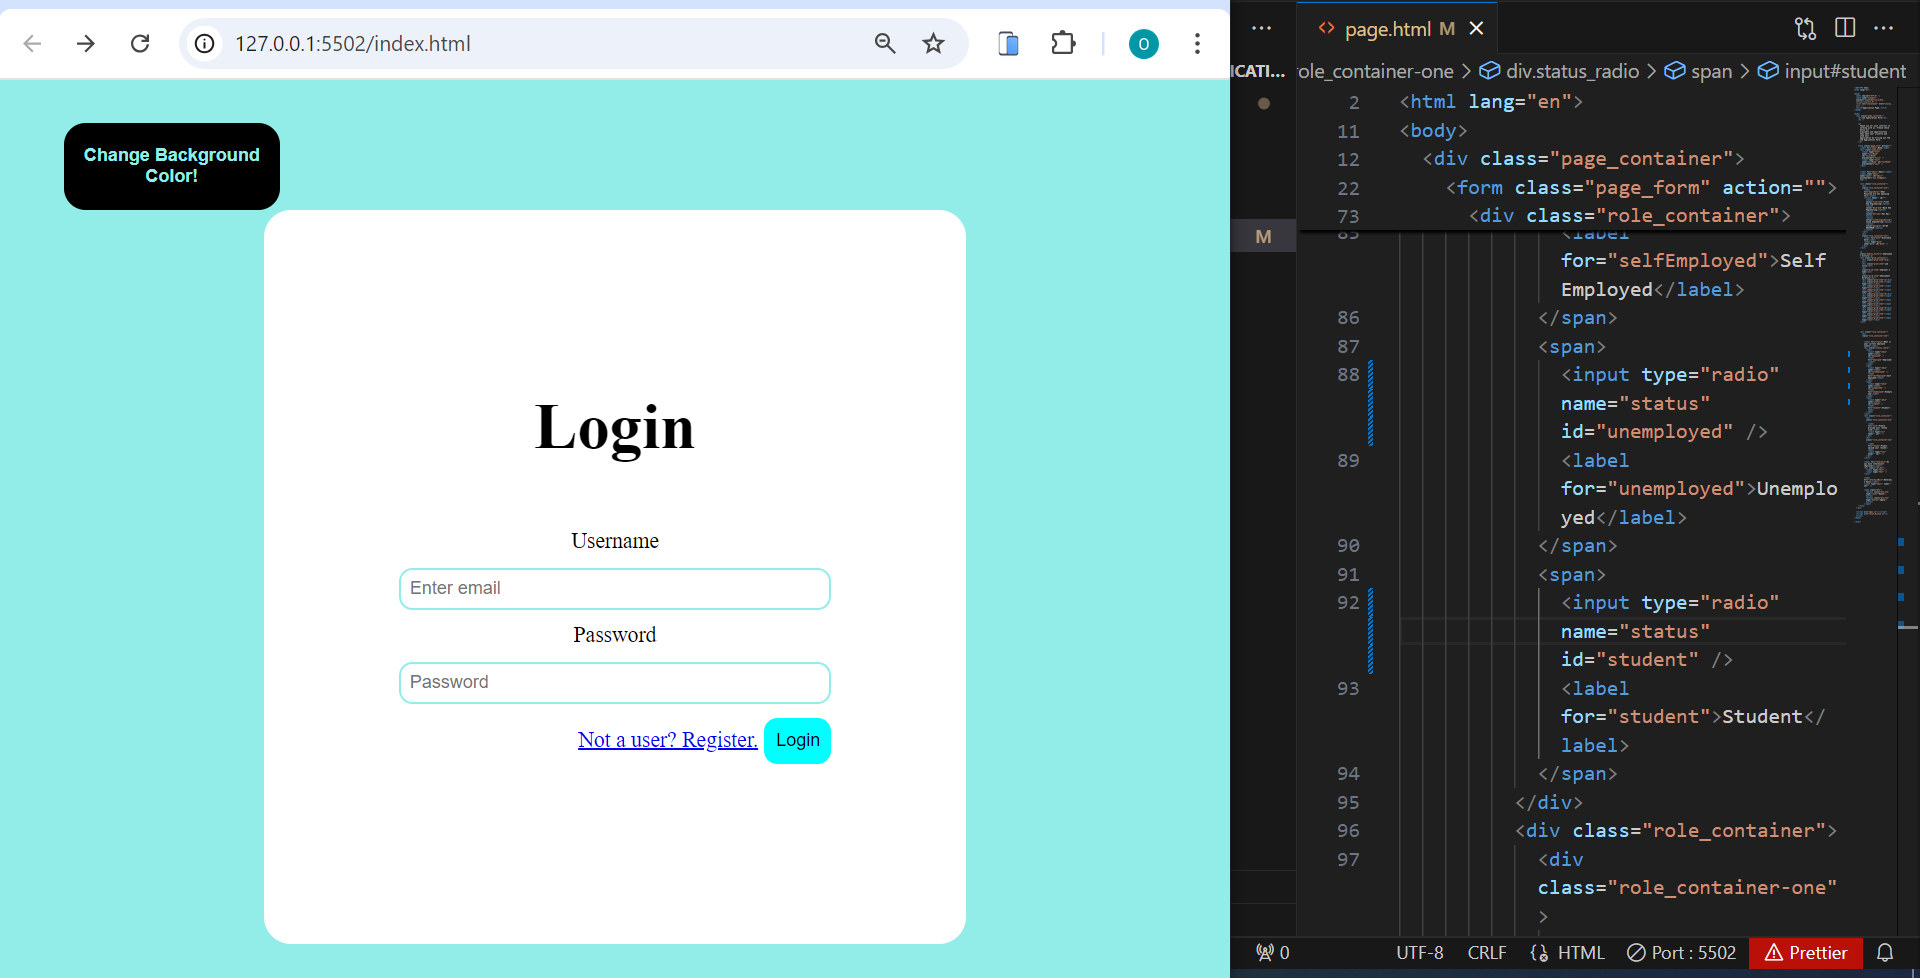 127.0.0.1:5502/index.html
O
Change Background
Color!
Login
Username
Enter email
Password
Password
Not a user? Register.
Login
page.html M
ICATI...
role_container-one > div.status_radio > span > input#student
M
2 <html lang="en">
11 <body>
12 <div class="page_container">
22 <form class="page_form" action="">
73 <div class="role_container">
85 <label
for="selfEmployed">Self
Employed</label>
86 </span>
87 <span>
88 <input type="radio"
name="status"
id="unemployed" />
89 <label
for="unemployed">Unemplo
yed</label>
90 </span>
91 <span>
92 <input type="radio"
name="status"
id="student" />
93 <label
for="student">Student</
label>
94 </span>
95 </div>
96 <div class="role_container">
97 <div
class="role_container-one"
>
0 UTF-8 CRLF HTML Port : 5502 Prettier